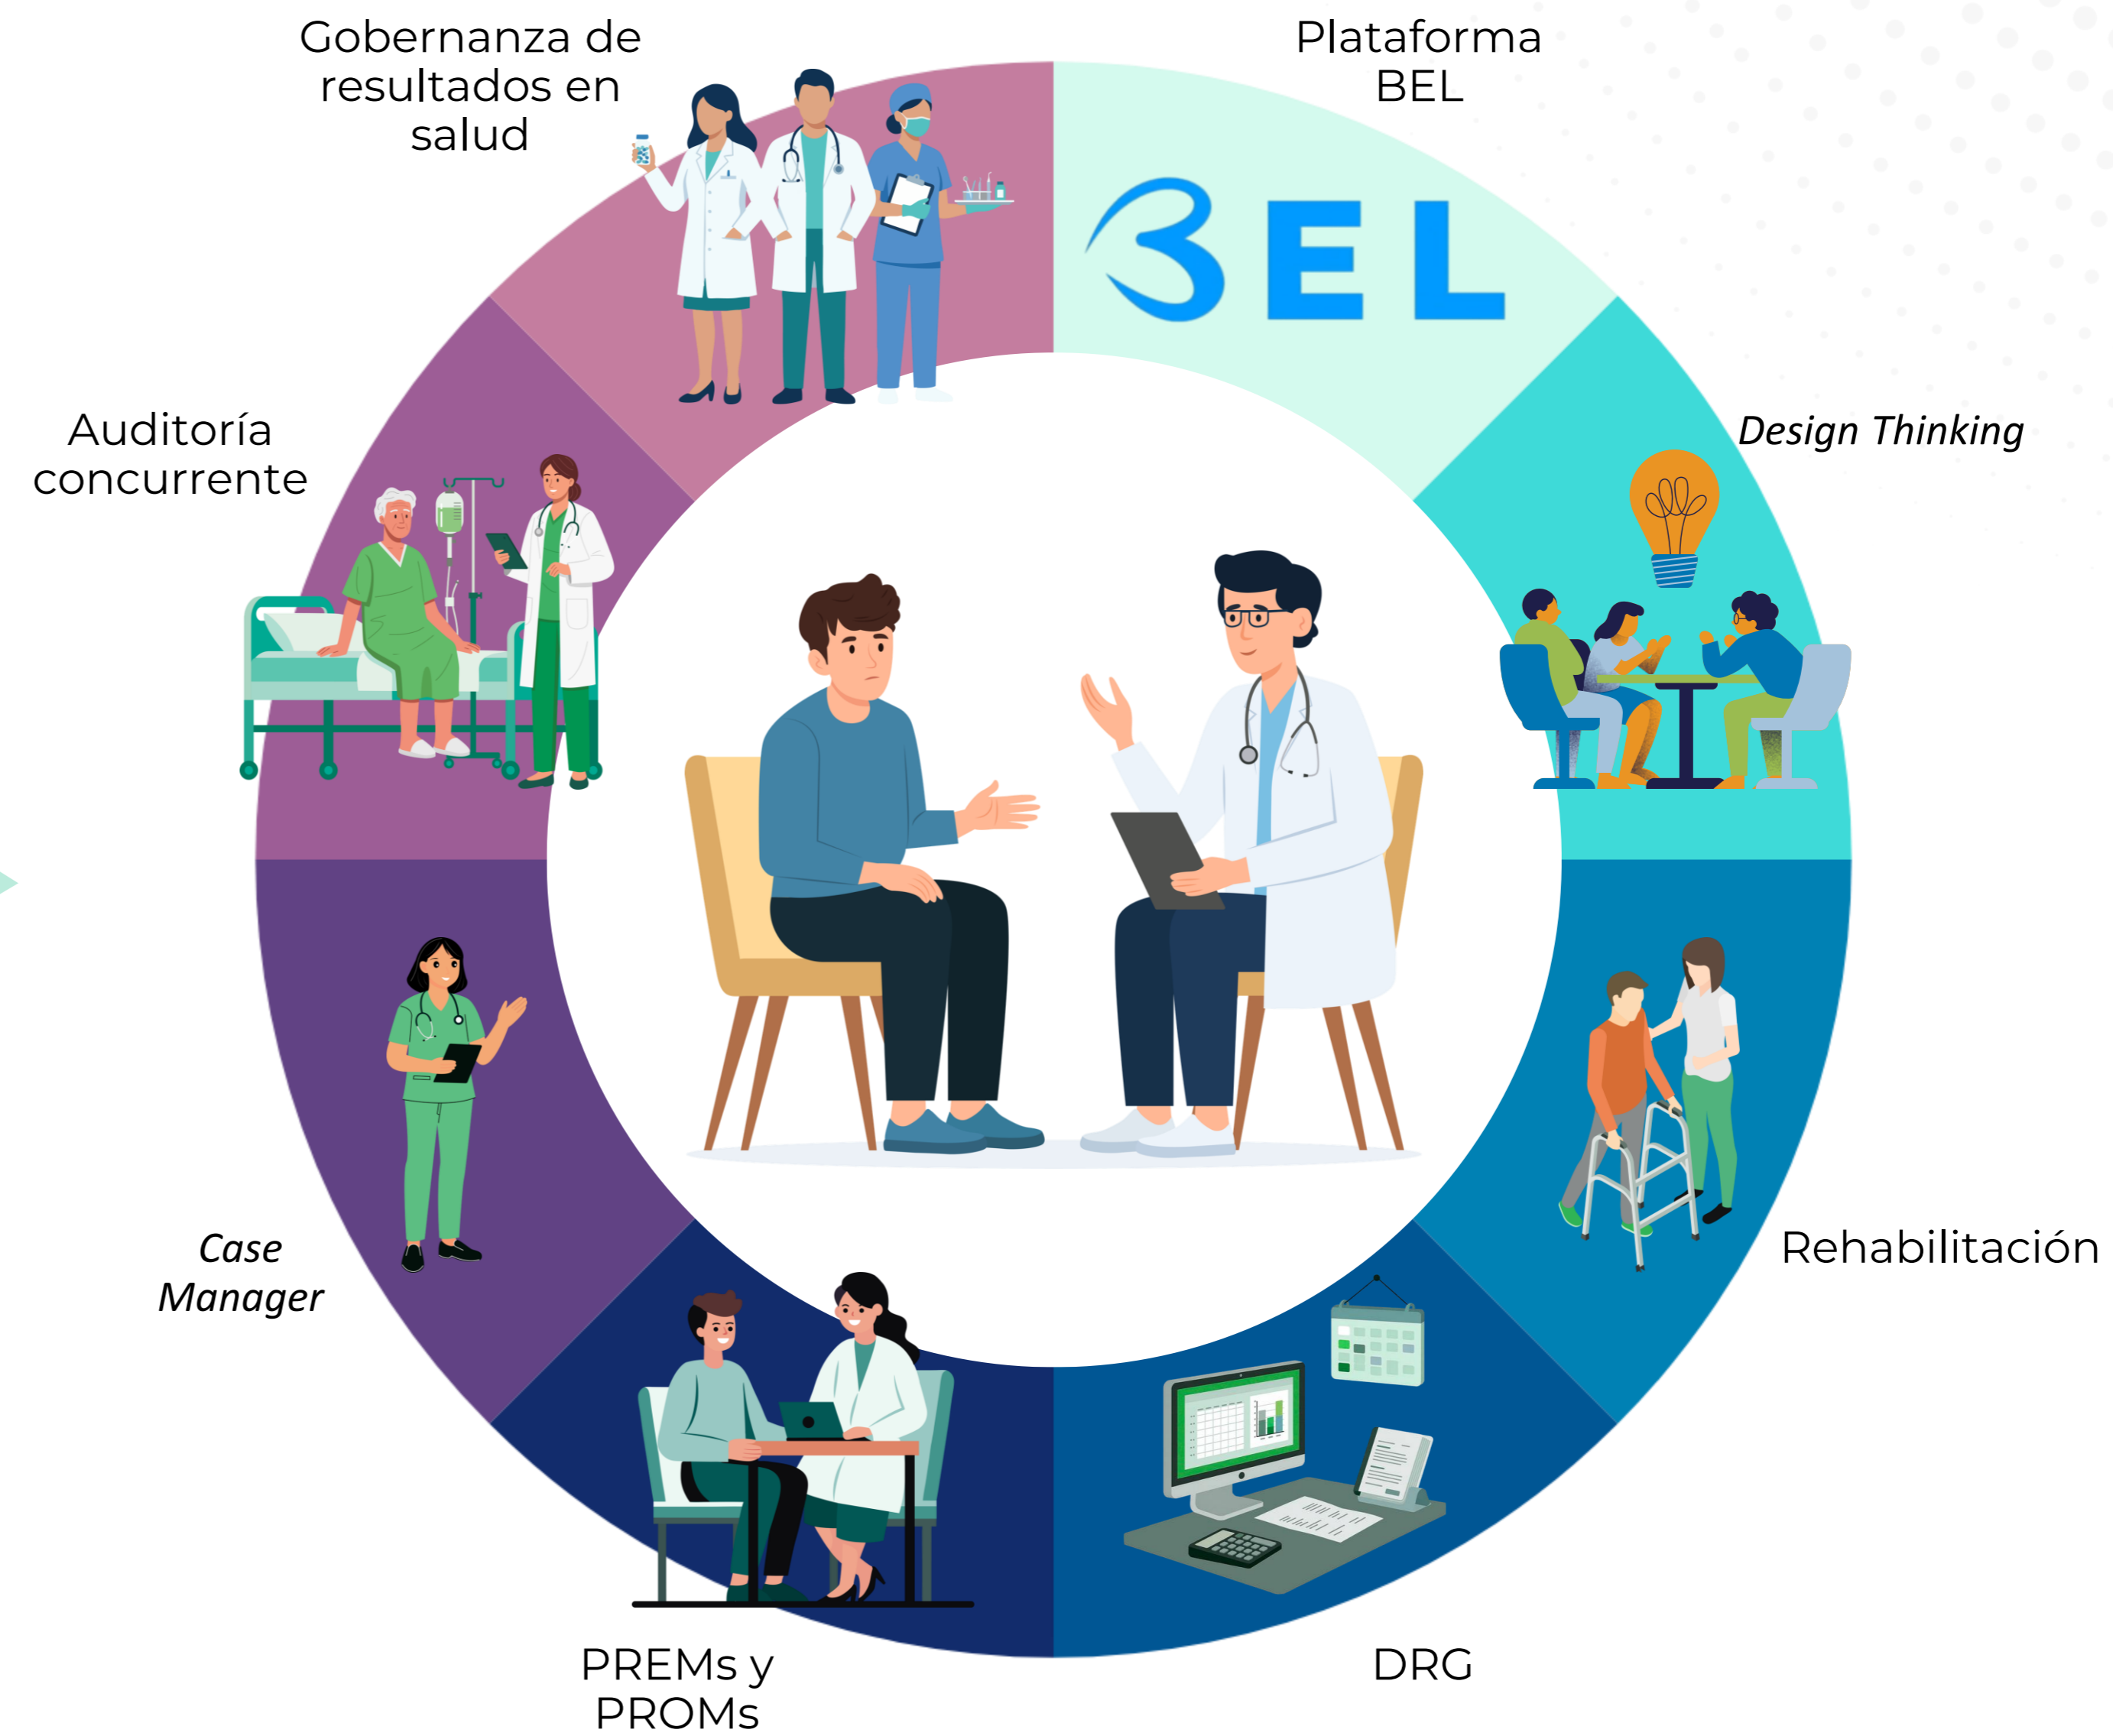 Gobernanza de
resultados en
salud
Plataforma
BEL
BEL
Auditoría
concurrente
Design Thinking
Case
Manager
Rehabilitación
PREMs y
PROMs
DRG